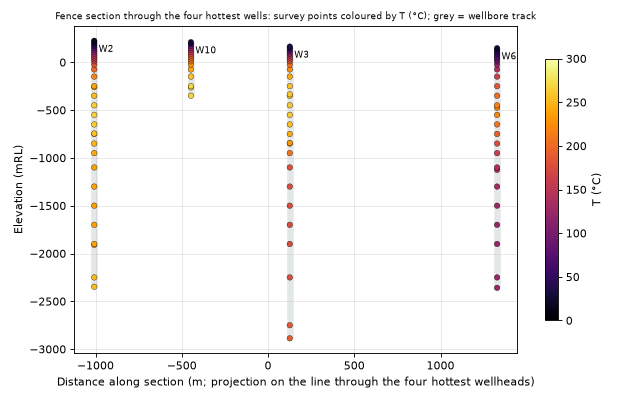 Fence section through the four hottest wells: survey points coloured by T (°C); grey = wellbore track
W2
W10
W3
W6
0
−500
−1000
−1500
−2000
−2500
−3000
Elevation (mRL)
−1000
−500
0
500
1000
Distance along section (m; projection on the line through the four hottest wellheads)
300
250
200
150
100
50
0
T (°C)